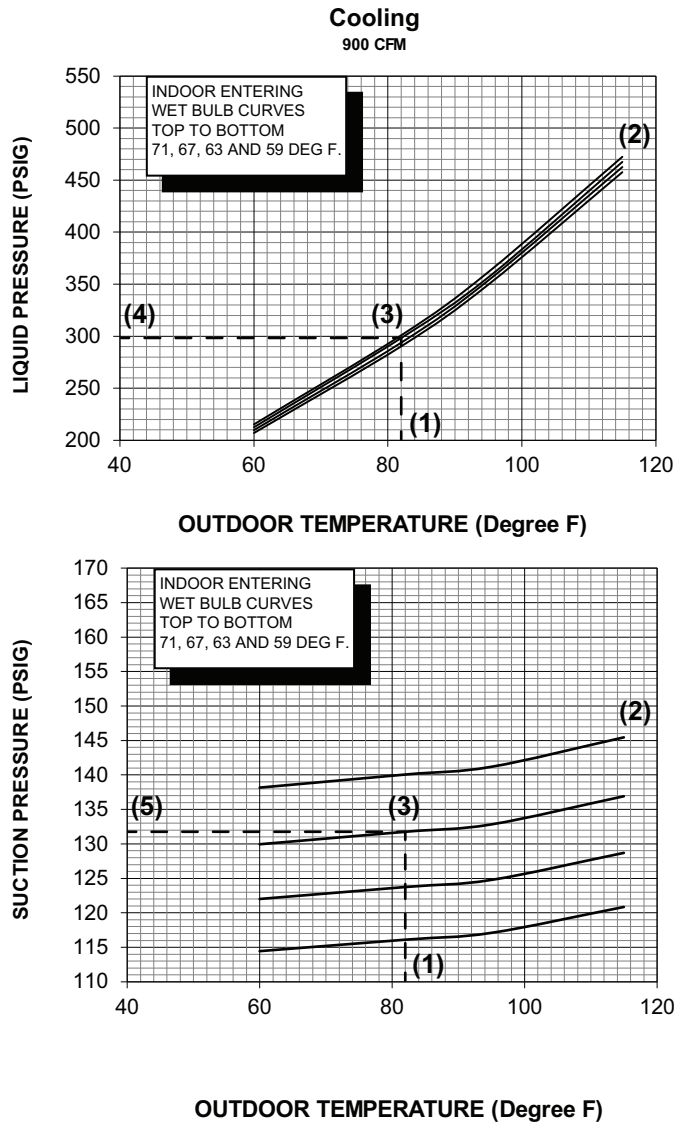 Cooling
900 CFM
550
500
450
400
350
300
250
200
LIQUID PRESSURE (PSIG)
INDOOR ENTERING
WET BULB CURVES
TOP TO BOTTOM
71, 67, 63 AND 59 DEG F.
(2)
(4)
(3)
(1)
40 60 80 100 120
OUTDOOR TEMPERATURE (Degree F)
170
165
160
155
150
145
140
135
130
125
120
115
110
SUCTION PRESSURE (PSIG)
INDOOR ENTERING
WET BULB CURVES
TOP TO BOTTOM
71, 67, 63 AND 59 DEG F.
(2)
(5)
(3)
(1)
40 60 80 100 120
OUTDOOR TEMPERATURE (Degree F)